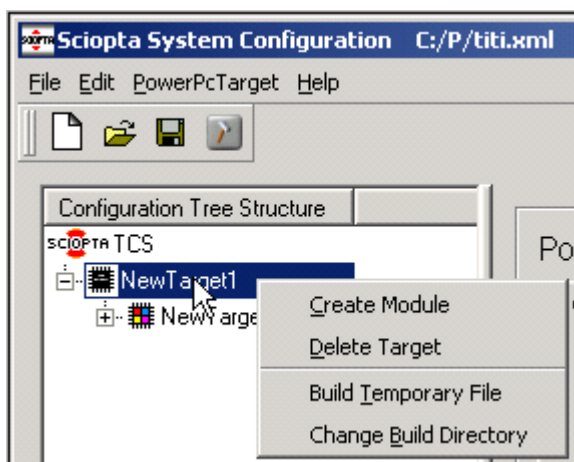 Sciopta System Configuration C:/P/titi.xml
File Edit PowerPcTarget Help
Configuration Tree Structure
SCIOPTA TCS
NewTarget1
Create Module
Delete Target
Build Temporary File
Change Build Directory